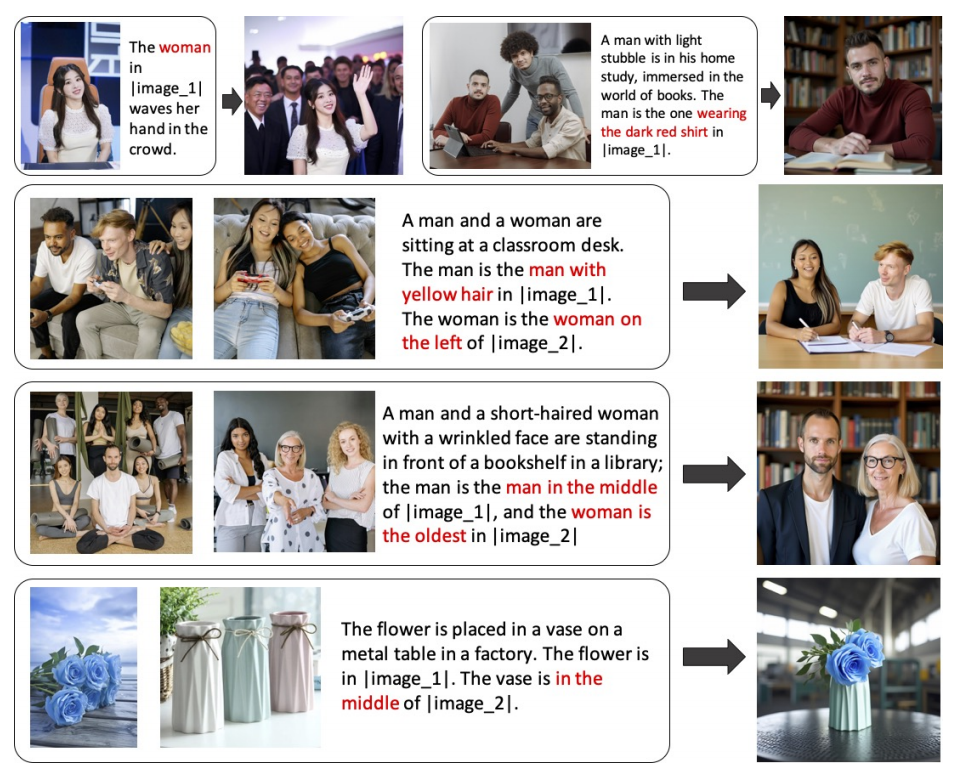 The woman
in
|image_1|
waves her
hand in the
crowd.
A man with light
stubble is in his home
study, immersed in the
world of books. The
man is the one wearing
the dark red shirt in
|image_1|.
A man and a woman are
sitting at a classroom desk.
The man is the man with
yellow hair in |image_1|.
The woman is the woman on
the left of |image_2|.
A man and a short-haired woman
with a wrinkled face are standing
in front of a bookshelf in a library;
the man is the man in the middle
of |image_1|, and the woman is
the oldest in |image_2|
The flower is placed in a vase on a
metal table in a factory. The flower is
in |image_1|. The vase is in the
middle of |image_2|.